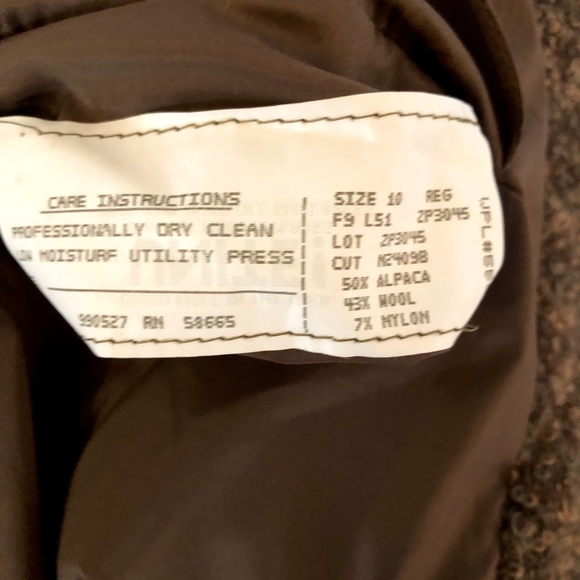 CARE INSTRUCTIONS
PROFESSIONALLY DRY CLEAN
LOW MOISTURF UTILITY PRESS
990527 RN 58665
SIZE 10 REG
F9 L51 2P3045
LOT 2P3045
CUT N2409B
50% ALPACA
43% WOOL
7% NYLON